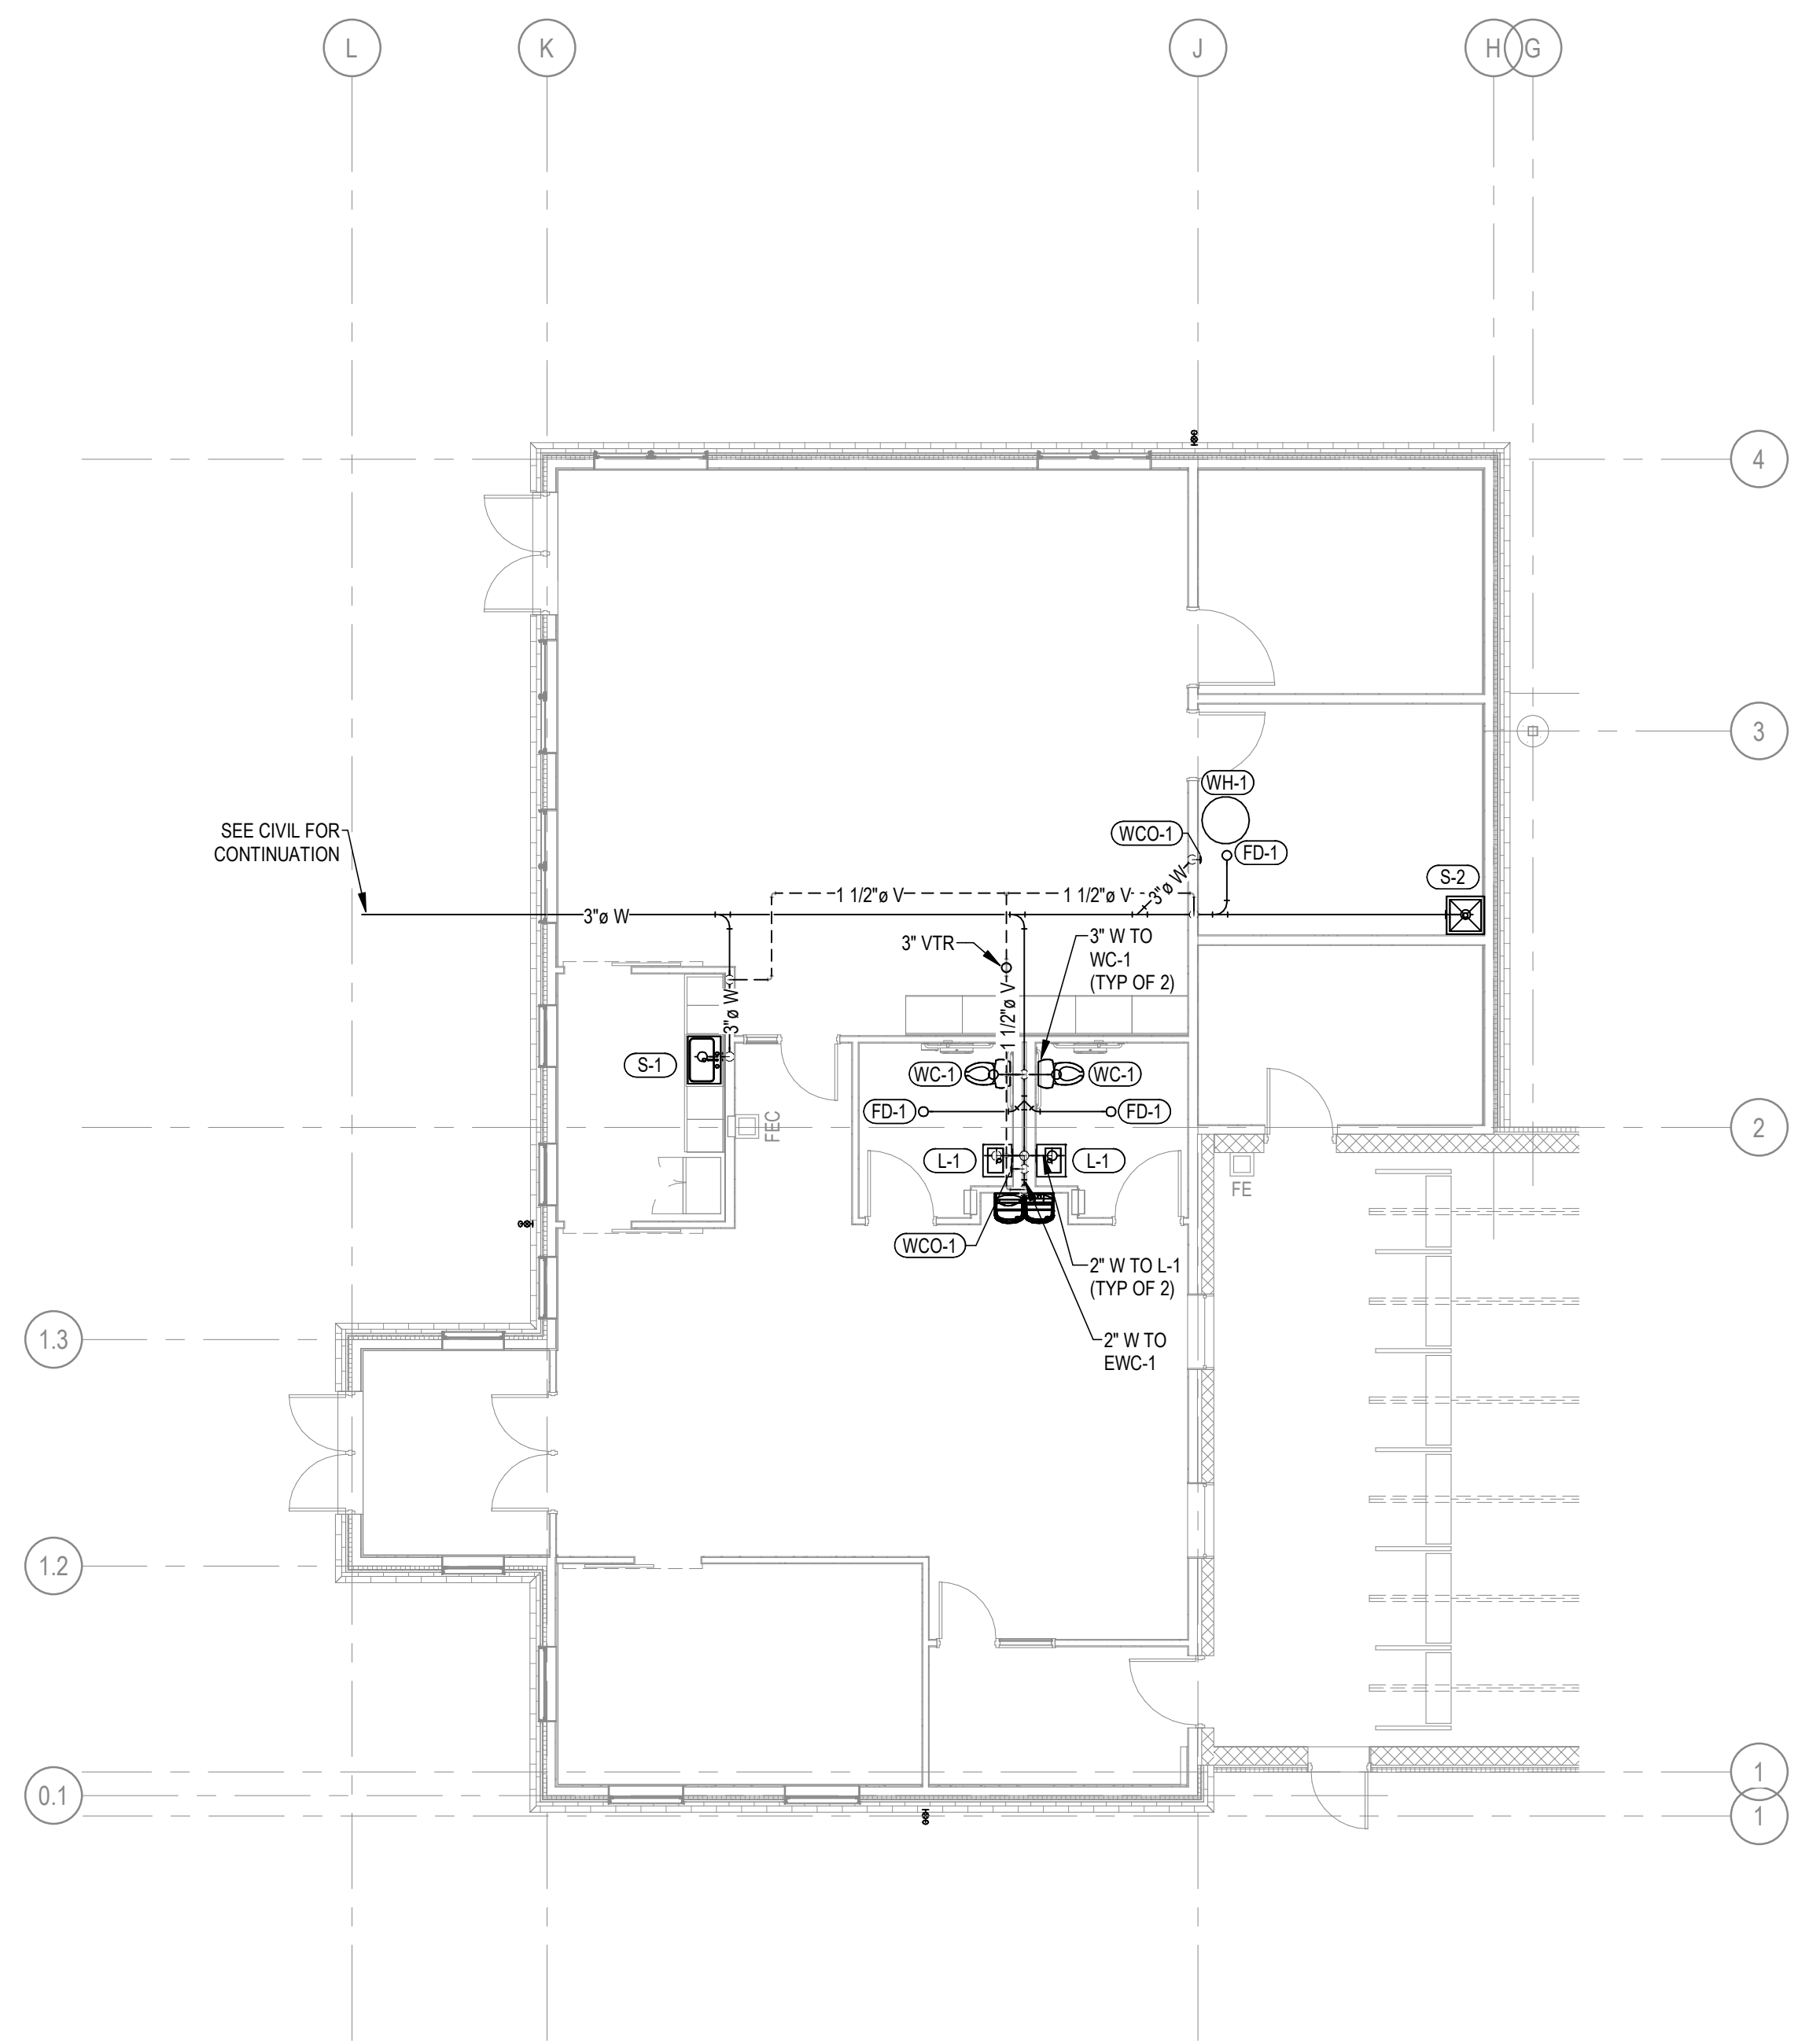 L
K
J
H
G
4
3
WH-1
SEE CIVIL FOR
CONTINUATION
WCO-1
FD-1
S-2
1 1/2"ø V
1 1/2"ø V
3"ø W
3"ø W
3" VTR
3" W TO
WC-1
(TYP OF 2)
3"ø W
1 1/2"ø V
S-1
WC-1
WC-1
FD-1
FD-1
FEC
2
L-1
L-1
FE
WCO-1
2" W TO L-1
(TYP OF 2)
2" W TO
EWC-1
1.3
1.2
0.1
1
1